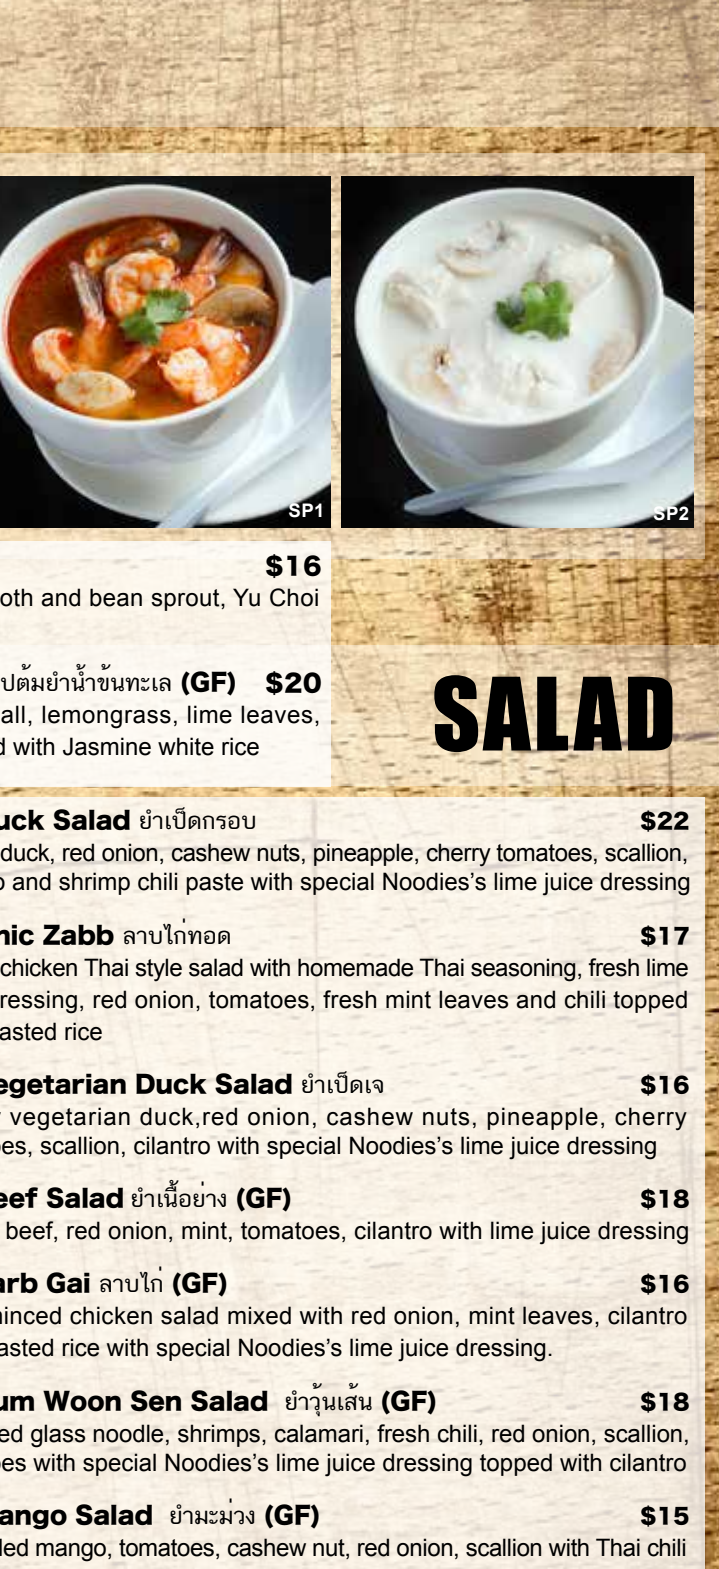 SP1
SP2
$16
oth and bean sprout, Yu Choi
ปต้มยำน้ำข้นทะเล (GF) $20
all, lemongrass, lime leaves,
d with Jasmine white rice
SALAD
uck Salad ยำเป็ดกรอบ $22
duck, red onion, cashew nuts, pineapple, cherry tomatoes, scallion,
o and shrimp chili paste with special Noodies's lime juice dressing
nic Zabb ลาบไก่ทอด $17
chicken Thai style salad with homemade Thai seasoning, fresh lime
ressing, red onion, tomatoes, fresh mint leaves and chili topped
asted rice
egetarian Duck Salad ยำเป็ดเจ $16
y vegetarian duck,red onion, cashew nuts, pineapple, cherry
oes, scallion, cilantro with special Noodies's lime juice dressing
eef Salad ยำเนื้อย่าง (GF) $18
beef, red onion, mint, tomatoes, cilantro with lime juice dressing
arb Gai ลาบไก่ (GF) $16
inced chicken salad mixed with red onion, mint leaves, cilantro
asted rice with special Noodies's lime juice dressing.
um Woon Sen Salad ยำวุ้นเส้น (GF) $18
ed glass noodle, shrimps, calamari, fresh chili, red onion, scallion,
oes with special Noodies's lime juice dressing topped with cilantro
ango Salad ยำมะม่วง (GF) $15
ded mango, tomatoes, cashew nut, red onion, scallion with Thai chili